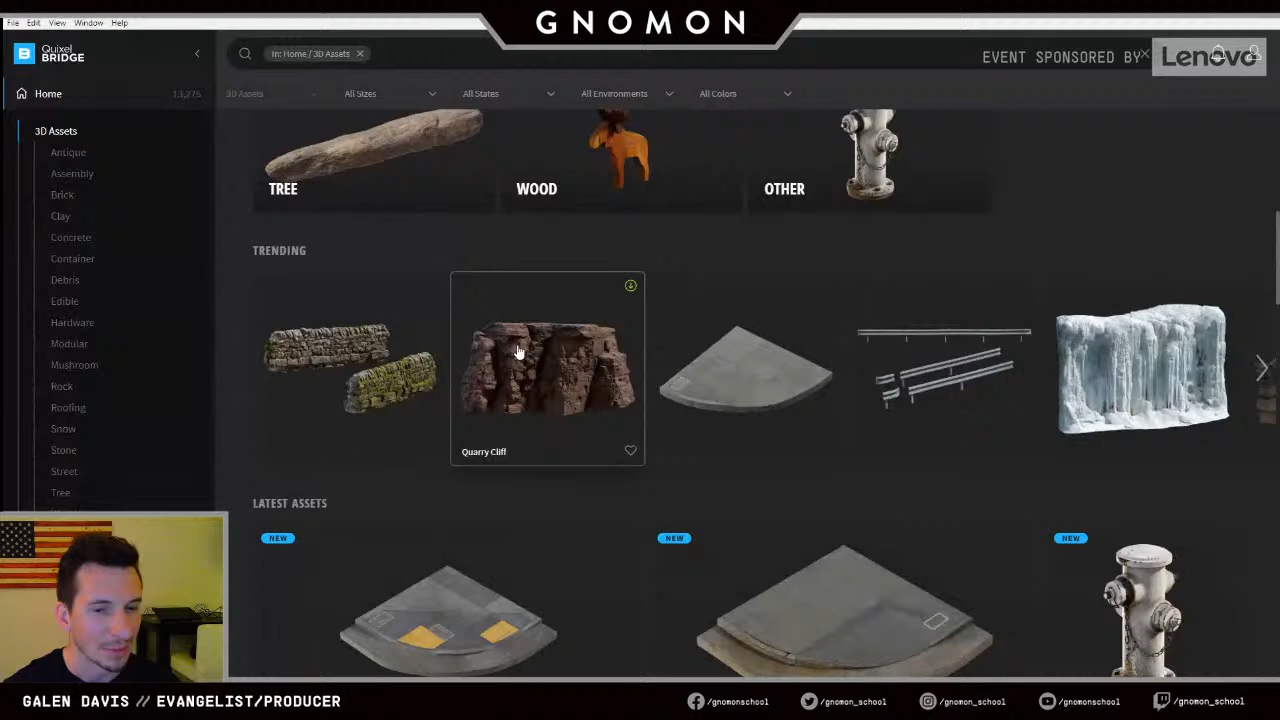 GNOMON
File Edit View Window Help
Quixel
BRIDGE
In: Home / 3D Assets
EVENT SPONSORED BY
Lenovo
Home 13,275
3D Assets
All Sizes
All States
All Environments
All Colors
3D Assets
Antique
Assembly
Brick
Clay
Concrete
Container
Debris
Edible
Hardware
Modular
Mushroom
Rock
Roofing
Snow
Stone
Street
Tree
TREE
WOOD
OTHER
TRENDING
Quarry Cliff
LATEST ASSETS
NEW
NEW
NEW
GALEN DAVIS // EVANGELIST/PRODUCER
/gnomonschool
/gnomon_school
/gnomon_school
/gnomonschool
/gnomon_school